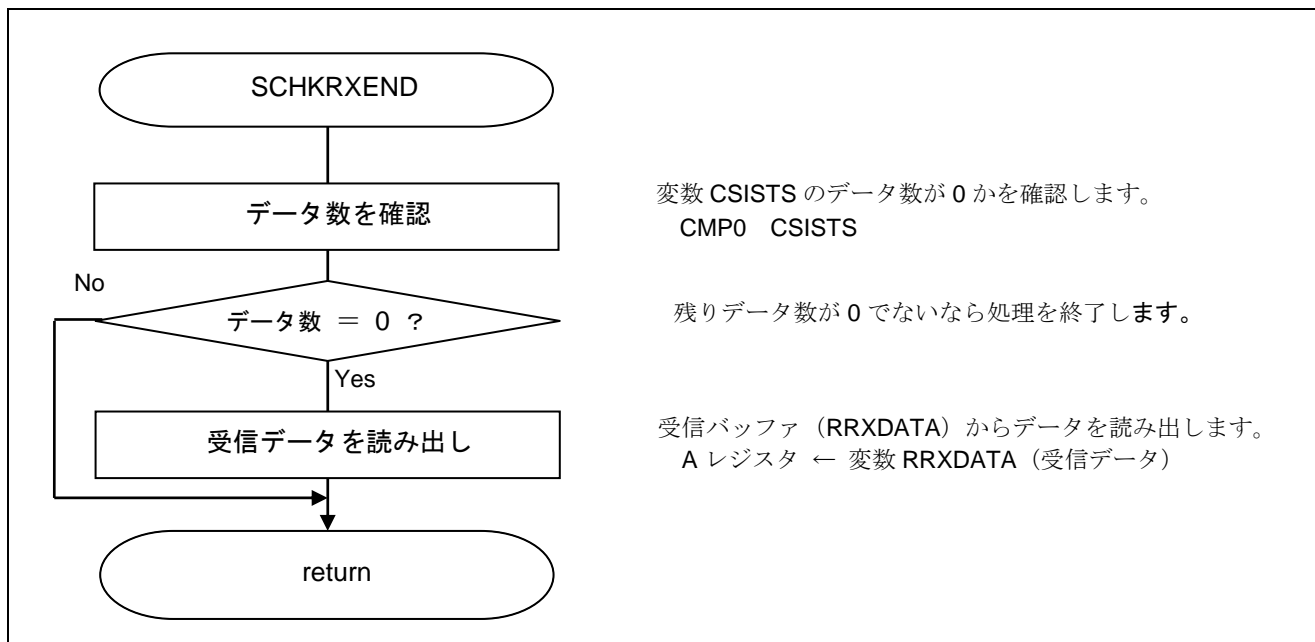 SCHKRXEND
データ数を確認
変数 CSISTS のデータ数が 0 かを確認します。
CMP0 CSISTS
No
データ数 ＝ 0 ？
残りデータ数が 0 でないなら処理を終了します。
Yes
受信データを読み出し
受信バッファ（RRXDATA）からデータを読み出します。
A レジスタ ← 変数 RRXDATA（受信データ）
return